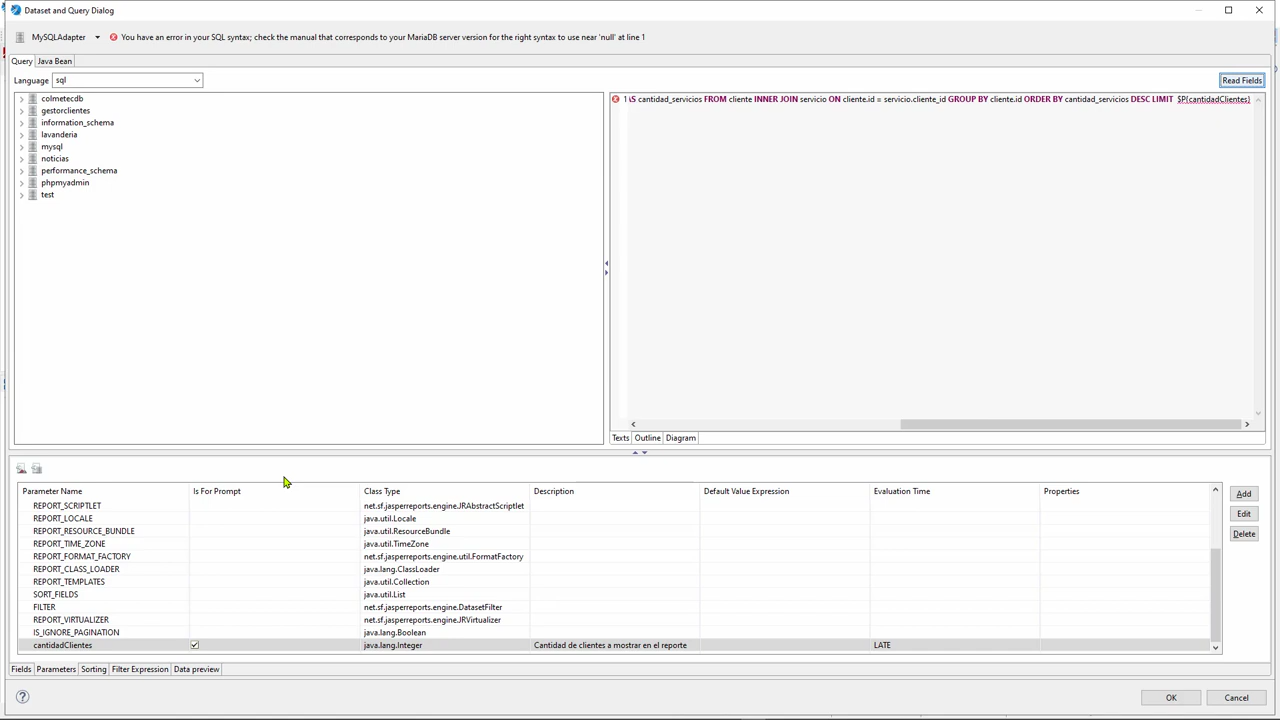 Dataset and Query Dialog
MySQLAdapter
You have an error in your SQL syntax; check the manual that corresponds to your MariaDB server version for the right syntax to use near 'null' at line 1
Query Java Bean
Language sql
Read Fields
colmetecdb
gestorclientes
information_schema
lavanderia
mysql
noticias
performance_schema
phpmyadmin
test
1 \S cantidad_servicios FROM cliente INNER JOIN servicio ON cliente.id = servicio.cliente_id GROUP BY cliente.id ORDER BY cantidad_servicios DESC LIMIT $P{cantidadClientes}
Texts Outline Diagram
Parameter Name Is For Prompt Class Type Description Default Value Expression Evaluation Time Properties
REPORT_SCRIPTLET net.sf.jasperreports.engine.JRAbstractScriptlet
REPORT_LOCALE java.util.Locale
REPORT_RESOURCE_BUNDLE java.util.ResourceBundle
REPORT_TIME_ZONE java.util.TimeZone
REPORT_FORMAT_FACTORY net.sf.jasperreports.engine.util.FormatFactory
REPORT_CLASS_LOADER java.lang.ClassLoader
REPORT_TEMPLATES java.util.Collection
SORT_FIELDS java.util.List
FILTER net.sf.jasperreports.engine.DatasetFilter
REPORT_VIRTUALIZER net.sf.jasperreports.engine.JRVirtualizer
IS_IGNORE_PAGINATION java.lang.Boolean
cantidadClientes java.lang.Integer Cantidad de clientes a mostrar en el reporte LATE
Add
Edit
Delete
Fields Parameters Sorting Filter Expression Data preview
?
OK Cancel